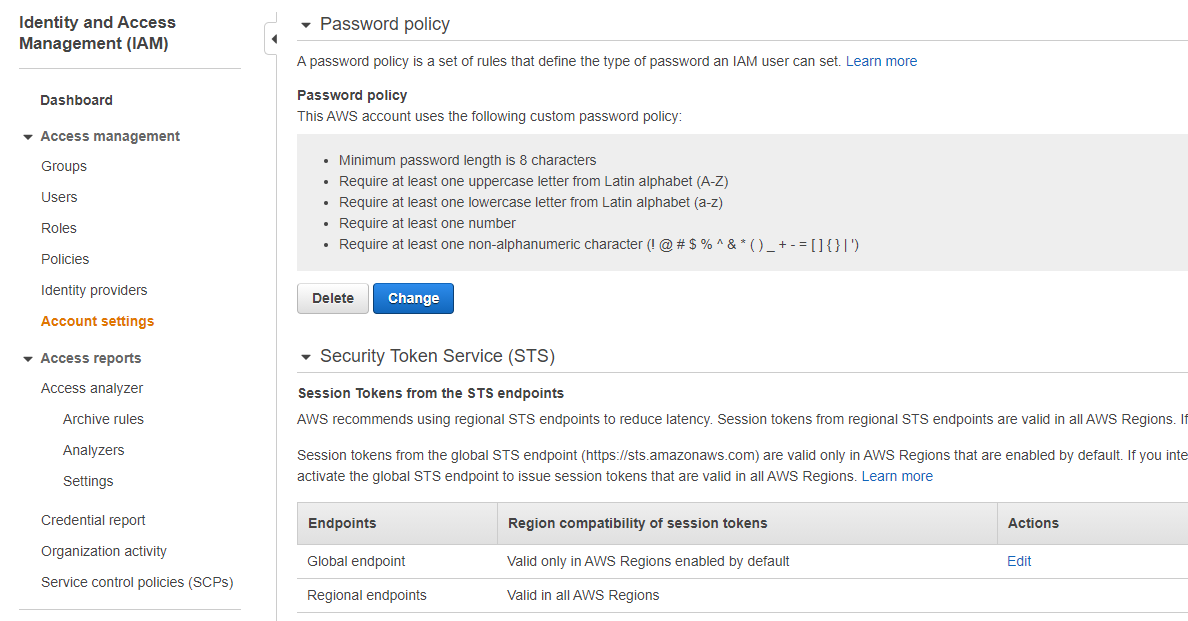 Identity and Access
Management (IAM)
Dashboard
Access management
Groups
Users
Roles
Policies
Identity providers
Account settings
Access reports
Access analyzer
Archive rules
Analyzers
Settings
Credential report
Organization activity
Service control policies (SCPs)
Password policy
A password policy is a set of rules that define the type of password an IAM user can set. Learn more
Password policy
This AWS account uses the following custom password policy:
• Minimum password length is 8 characters
• Require at least one uppercase letter from Latin alphabet (A-Z)
• Require at least one lowercase letter from Latin alphabet (a-z)
• Require at least one number
• Require at least one non-alphanumeric character (! @ # $ % ^ & * ( ) _ + - = [ ] { } | ')
Delete Change
Security Token Service (STS)
Session Tokens from the STS endpoints
AWS recommends using regional STS endpoints to reduce latency. Session tokens from regional STS endpoints are valid in all AWS Regions. If
Session tokens from the global STS endpoint (https://sts.amazonaws.com) are valid only in AWS Regions that are enabled by default. If you inte
activate the global STS endpoint to issue session tokens that are valid in all AWS Regions. Learn more
Endpoints Region compatibility of session tokens Actions
Global endpoint Valid only in AWS Regions enabled by default Edit
Regional endpoints Valid in all AWS Regions